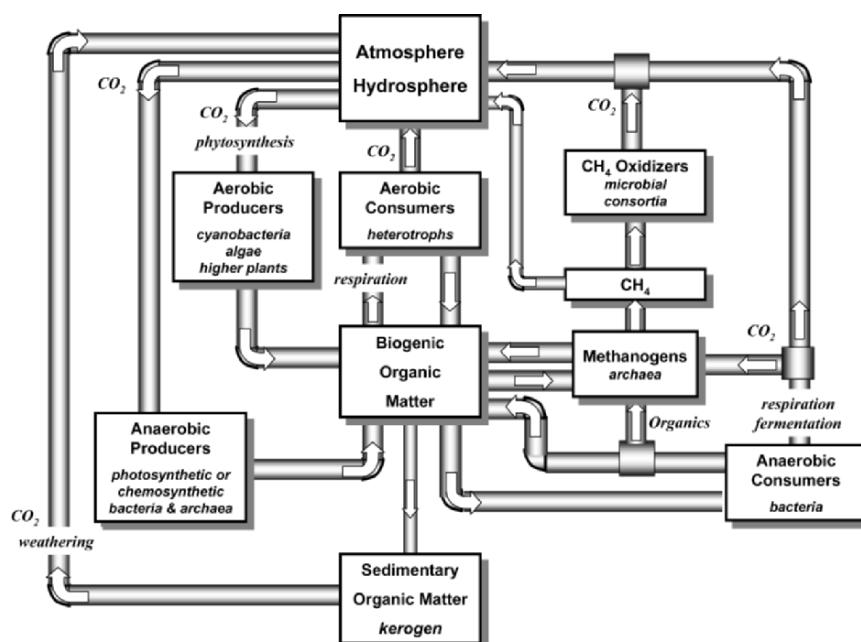 Atmosphere
Hydrosphere
CO2
CO2
phytosynthesis
CO2
CO2
CH4 Oxidizers
microbial
consortia
Aerobic
Producers
cyanobacteria
algae
higher plants
Aerobic
Consumers
heterotrophs
respiration
CH4
CO2
Biogenic
Organic
Matter
Methanogens
archaea
respiration
fermentation
Organics
Anaerobic
Producers
photosynthetic or
chemosynthetic
bacteria & archaea
Anaerobic
Consumers
bacteria
CO2
weathering
Sedimentary
Organic Matter
kerogen